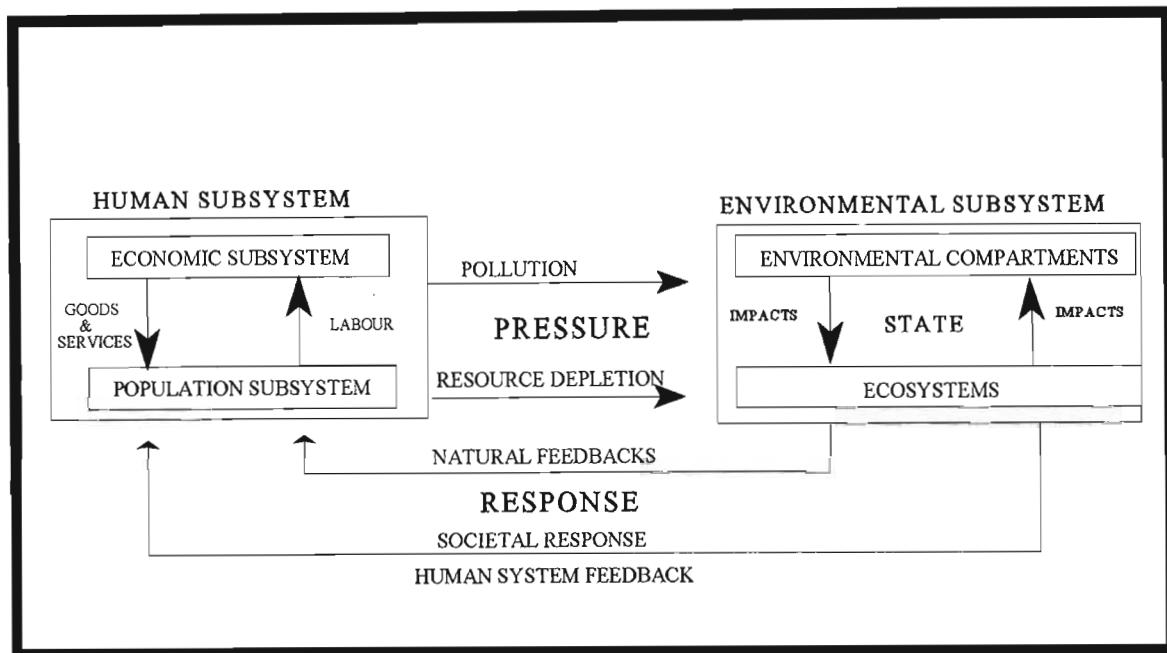 HUMAN SUBSYSTEM
ECONOMIC SUBSYSTEM
GOODS
&
SERVICES
LABOUR
POPULATION SUBSYSTEM
POLLUTION
PRESSURE
RESOURCE DEPLETION
ENVIRONMENTAL SUBSYSTEM
ENVIRONMENTAL COMPARTMENTS
IMPACTS
STATE
IMPACTS
ECOSYSTEMS
NATURAL FEEDBACKS
RESPONSE
SOCIETAL RESPONSE
HUMAN SYSTEM FEEDBACK